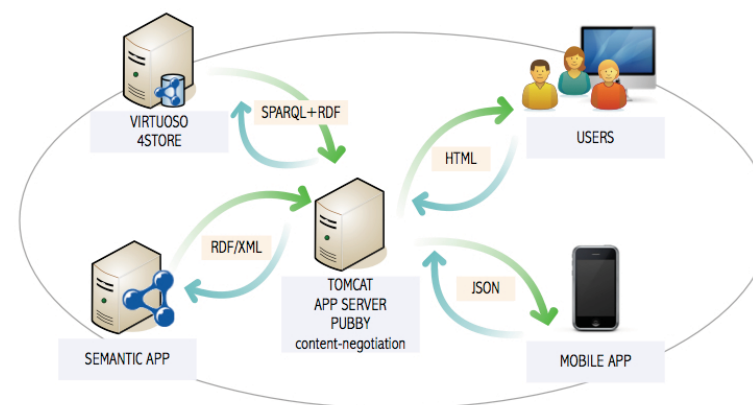 VIRTUOSO
4STORE
SPARQL+RDF
USERS
HTML
RDF/XML
TOMCAT
APP SERVER
PUBBY
content-negotiation
JSON
SEMANTIC APP
MOBILE APP